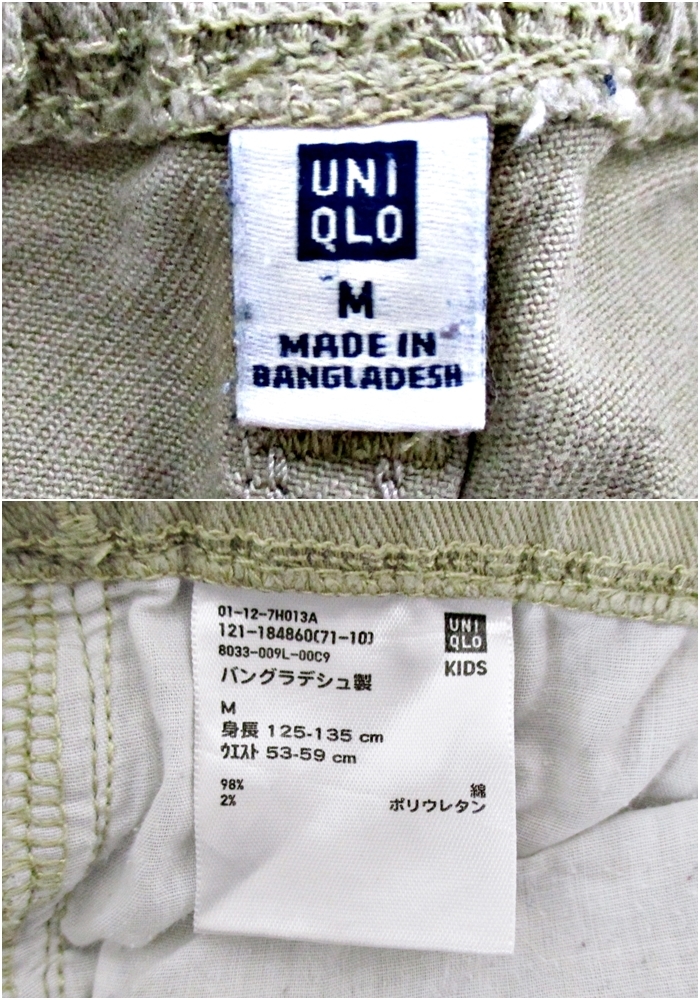 UNI
QLO
M
MADE IN
BANGLADESH
01-12-7H013A
121-184860(71-10)
8033-009L-00C9
バングラデシュ製
UNI
QLO
KIDS
M
身長 125-135 cm
ウエスト 53-59 cm
98% 綿
2% ポリウレタン